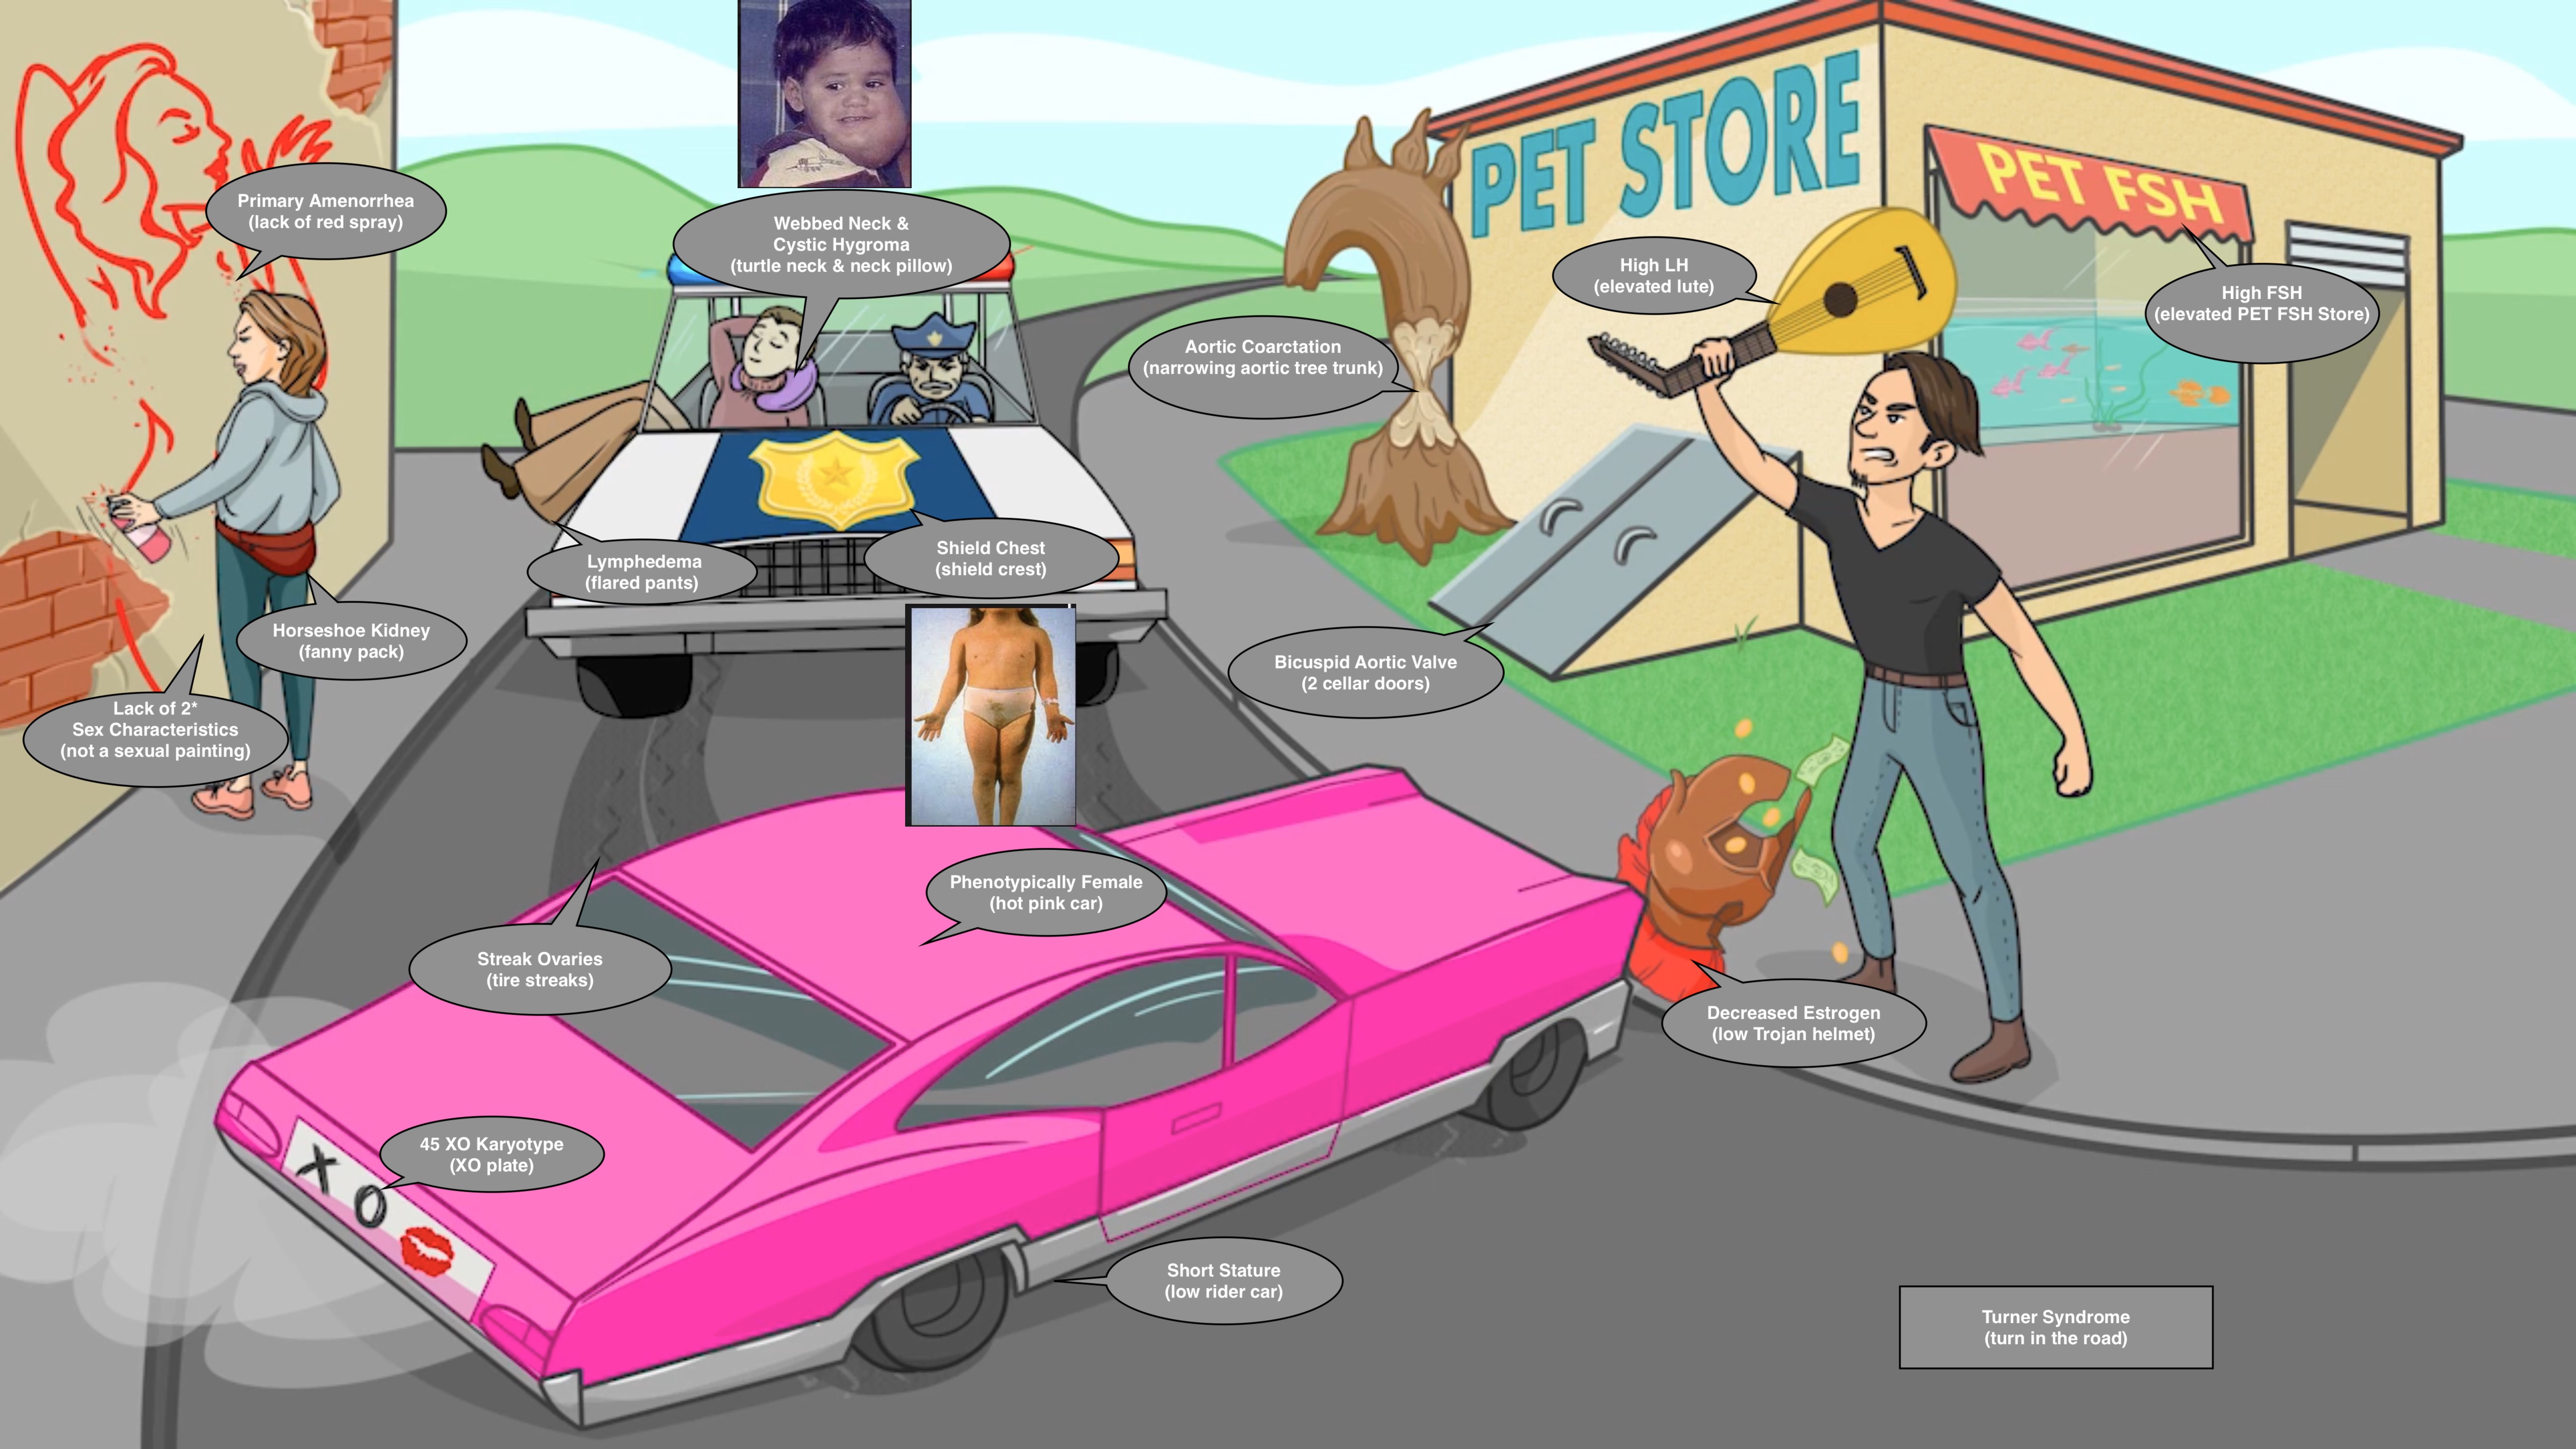 PET STORE
PET FSH
Primary Amenorrhea
(lack of red spray)
Webbed Neck &
Cystic Hygroma
(turtle neck & neck pillow)
High LH
(elevated lute)
High FSH
(elevated PET FSH Store)
Aortic Coarctation
(narrowing aortic tree trunk)
Lymphedema
(flared pants)
Shield Chest
(shield crest)
Horseshoe Kidney
(fanny pack)
Bicuspid Aortic Valve
(2 cellar doors)
Lack of 2*
Sex Characteristics
(not a sexual painting)
Phenotypically Female
(hot pink car)
Streak Ovaries
(tire streaks)
Decreased Estrogen
(low Trojan helmet)
45 XO Karyotype
(XO plate)
X O
Short Stature
(low rider car)
Turner Syndrome
(turn in the road)